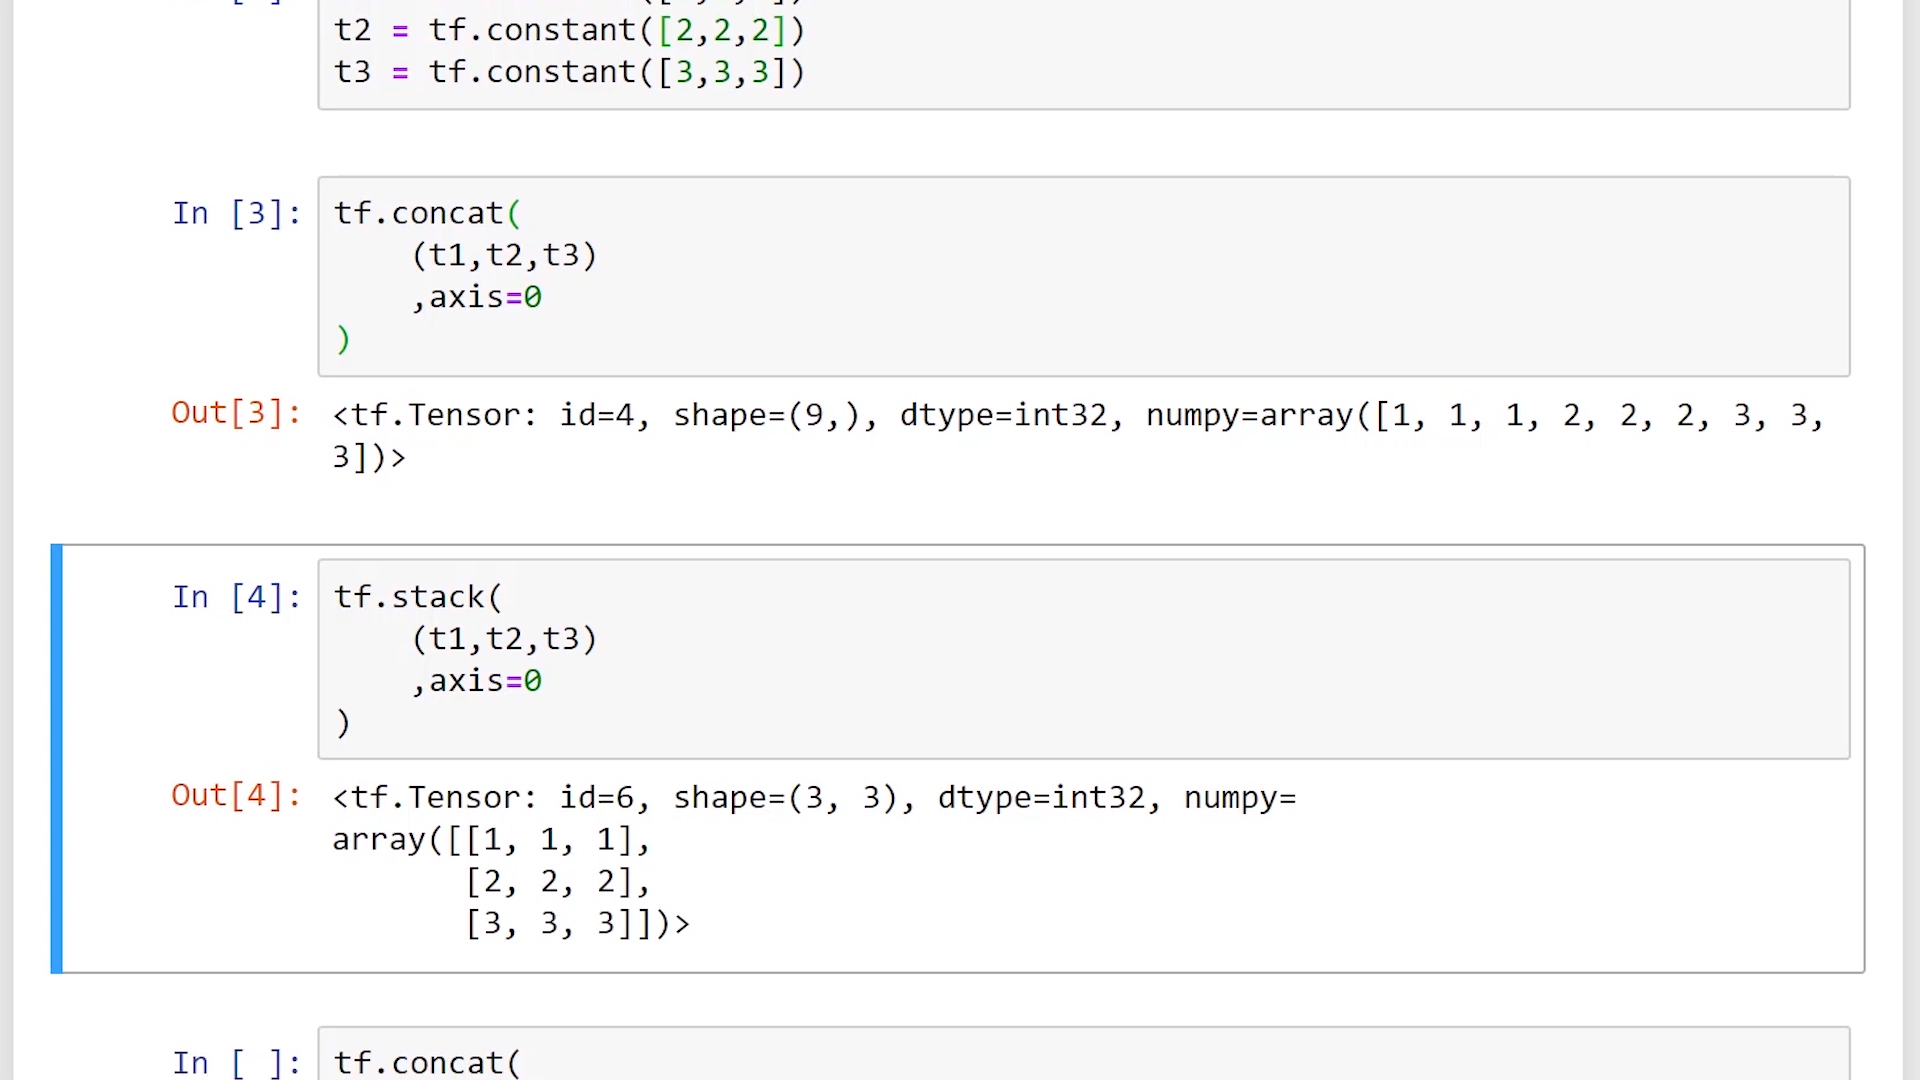 t2 = tf.constant([2,2,2])
t3 = tf.constant([3,3,3])
In [3]: tf.concat(
(t1,t2,t3)
,axis=0
)
Out[3]: <tf.Tensor: id=4, shape=(9,), dtype=int32, numpy=array([1, 1, 1, 2, 2, 2, 3, 3,
3])>
In [4]: tf.stack(
(t1,t2,t3)
,axis=0
)
Out[4]: <tf.Tensor: id=6, shape=(3, 3), dtype=int32, numpy=
array([[1, 1, 1],
[2, 2, 2],
[3, 3, 3]])>
In [ ]: tf.concat(